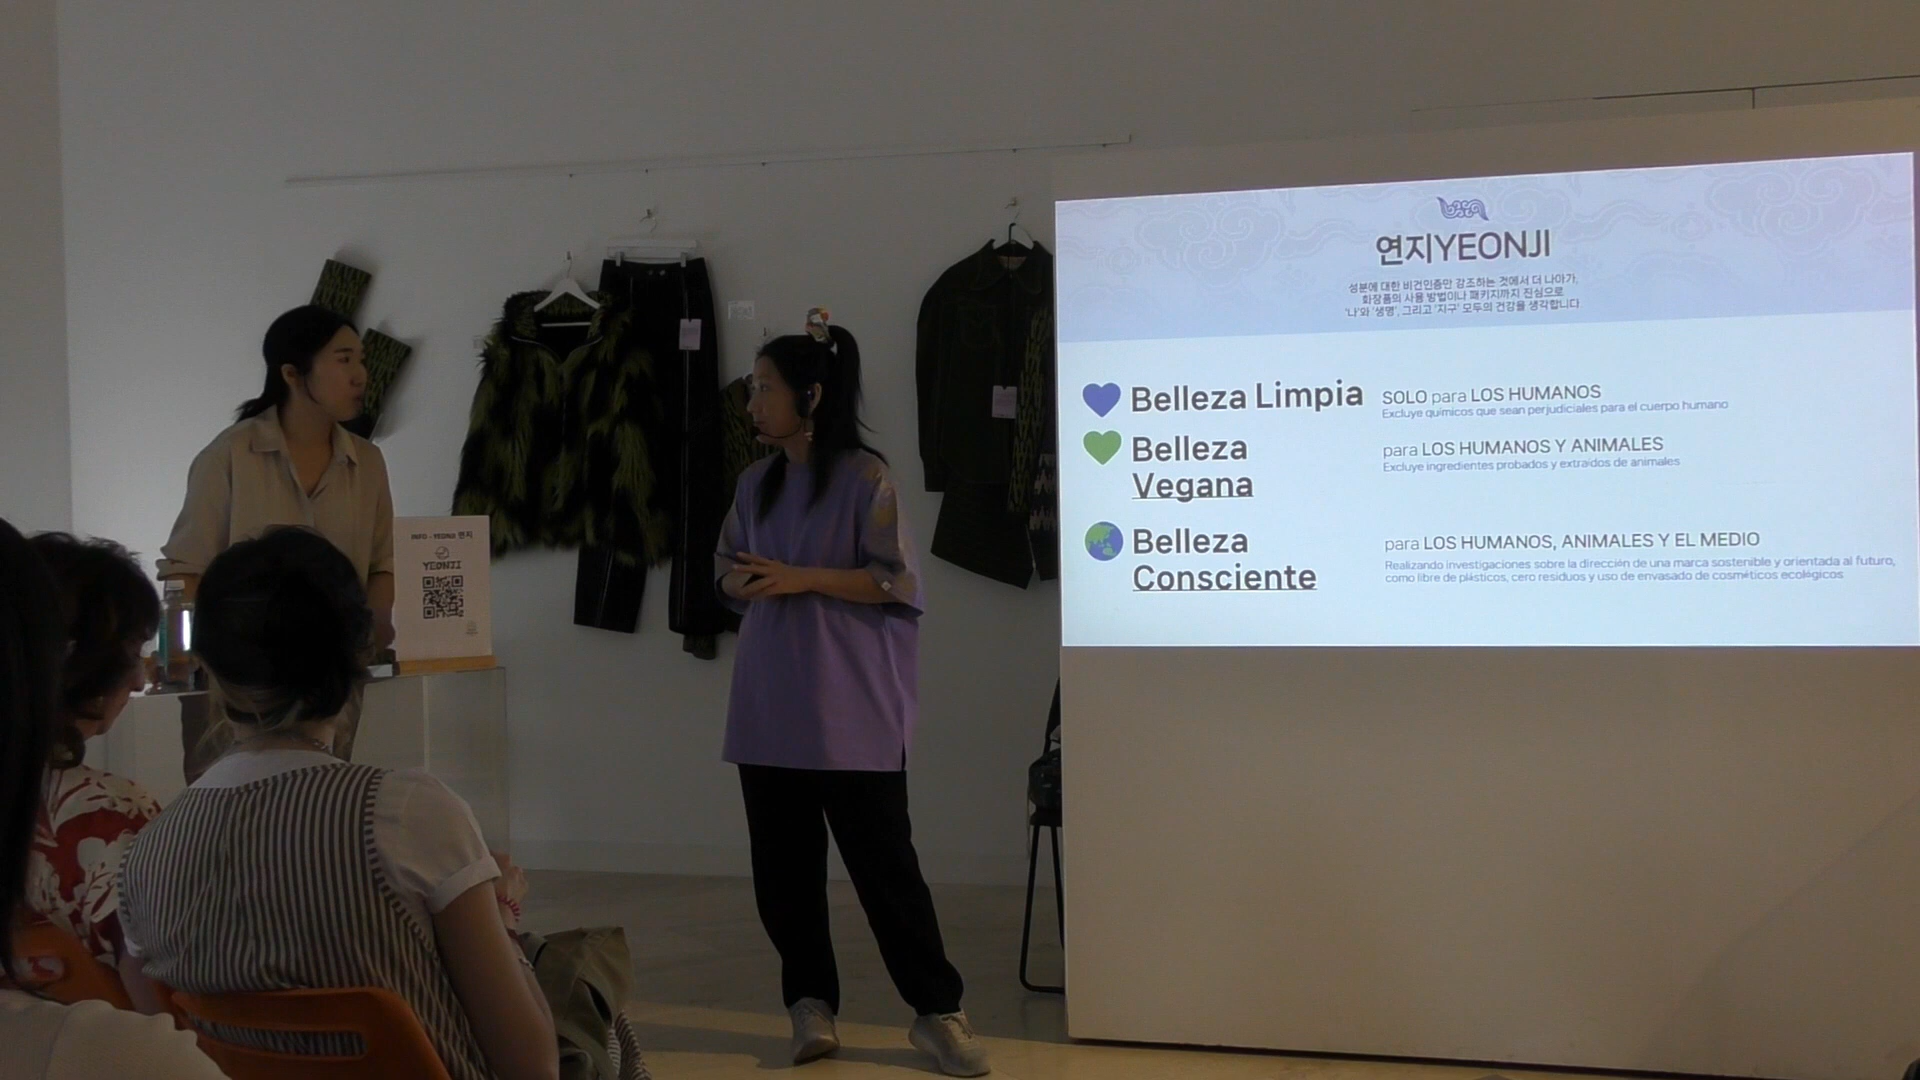 연지YEONJI
성분에 대한 비건인증만 강조하는 것에서 더 나아가,
화장품의 사용 방법이나 패키지까지 진심으로
'나'와 '생명', 그리고 '지구' 모두의 건강을 생각합니다
Belleza Limpia
SOLO para LOS HUMANOS
Excluye químicos que sean perjudiciales para el cuerpo humano
Belleza
Vegana
para LOS HUMANOS Y ANIMALES
Excluye ingredientes probados y extraídos de animales
Belleza
Consciente
para LOS HUMANOS, ANIMALES Y EL MEDIO
Realizando investigaciones sobre la dirección de una marca sostenible y orientada al futuro,
como libre de plásticos, cero residuos y uso de envasado de cosméticos ecológicos
INFO - YEONJI 연지
YEONJI